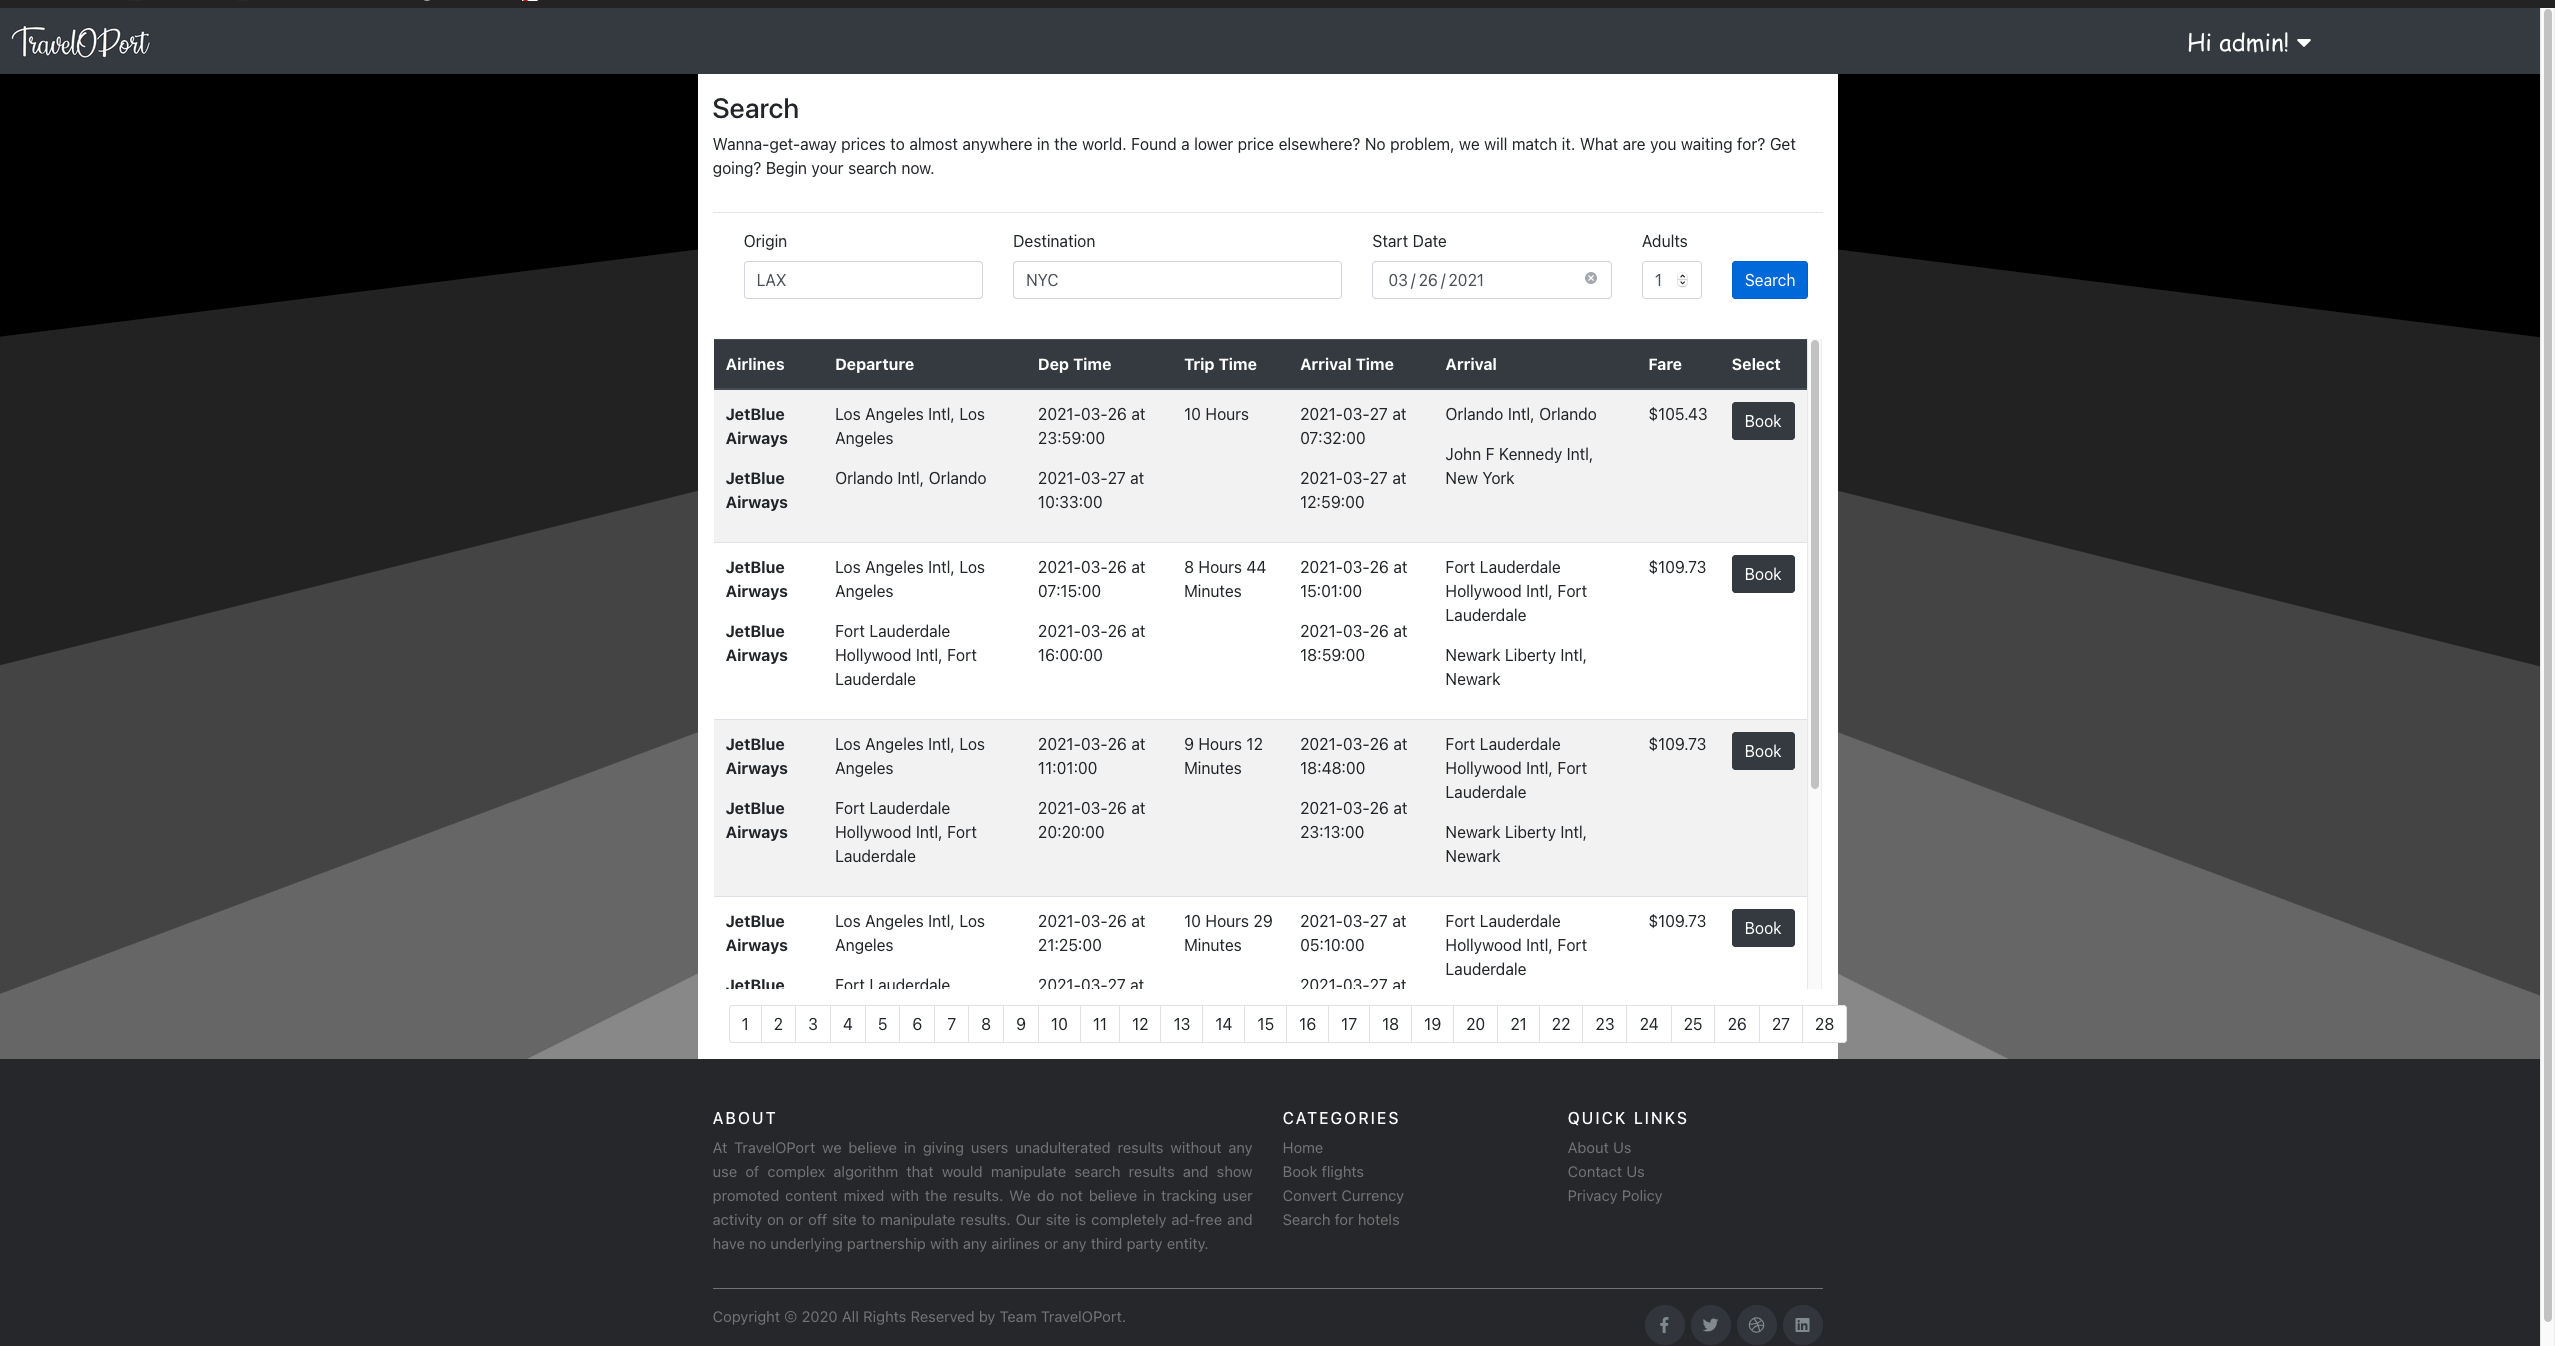 TravelOPort
Hi admin!
Search
Wanna-get-away prices to almost anywhere in the world. Found a lower price elsewhere? No problem, we will match it. What are you waiting for? Get
going? Begin your search now.
Origin Destination Start Date Adults
LAX NYC 03/26/2021 1 Search
Airlines Departure Dep Time Trip Time Arrival Time Arrival Fare Select
JetBlue Los Angeles Intl, Los 2021-03-26 at 10 Hours 2021-03-27 at Orlando Intl, Orlando $105.43 Book
Airways Angeles 23:59:00 07:32:00
John F Kennedy Intl,
JetBlue Orlando Intl, Orlando 2021-03-27 at 2021-03-27 at New York
Airways 10:33:00 12:59:00
JetBlue Los Angeles Intl, Los 2021-03-26 at 8 Hours 44 2021-03-26 at Fort Lauderdale $109.73 Book
Airways Angeles 07:15:00 Minutes 15:01:00 Hollywood Intl, Fort
Lauderdale
JetBlue Fort Lauderdale 2021-03-26 at 2021-03-26 at
Airways Hollywood Intl, Fort 16:00:00 18:59:00 Newark Liberty Intl,
Lauderdale Newark
JetBlue Los Angeles Intl, Los 2021-03-26 at 9 Hours 12 2021-03-26 at Fort Lauderdale $109.73 Book
Airways Angeles 11:01:00 Minutes 18:48:00 Hollywood Intl, Fort
Lauderdale
JetBlue Fort Lauderdale 2021-03-26 at 2021-03-26 at
Airways Hollywood Intl, Fort 20:20:00 23:13:00 Newark Liberty Intl,
Lauderdale Newark
JetBlue Los Angeles Intl, Los 2021-03-26 at 10 Hours 29 2021-03-27 at Fort Lauderdale $109.73 Book
Airways Angeles 21:25:00 Minutes 05:10:00 Hollywood Intl, Fort
Lauderdale
JetBlue Fort Lauderdale 2021-03-27 at 2021-03-27 at
1 2 3 4 5 6 7 8 9 10 11 12 13 14 15 16 17 18 19 20 21 22 23 24 25 26 27 28
ABOUT
At TravelOPort we believe in giving users unadulterated results without any
use of complex algorithm that would manipulate search results and show
promoted content mixed with the results. We do not believe in tracking user
activity on or off site to manipulate results. Our site is completely ad-free and
have no underlying partnership with any airlines or any third party entity.
CATEGORIES
Home
Book flights
Convert Currency
Search for hotels
QUICK LINKS
About Us
Contact Us
Privacy Policy
Copyright © 2020 All Rights Reserved by Team TravelOPort.